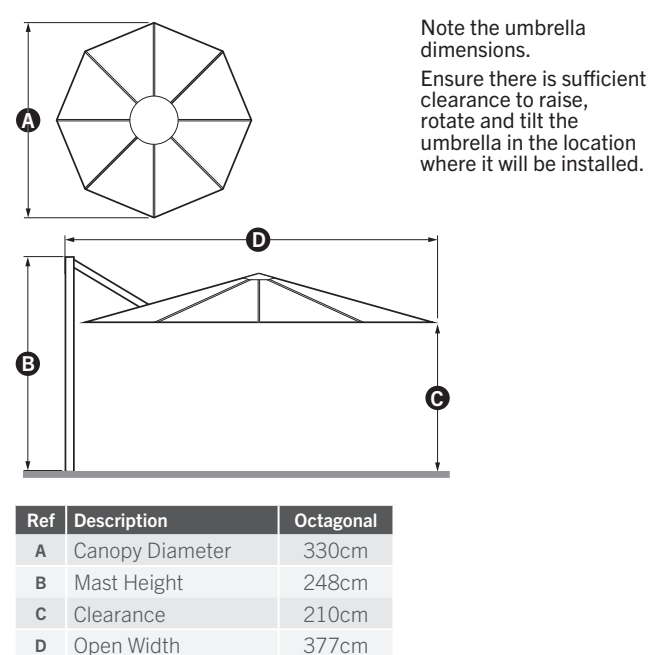 Note the umbrella
dimensions.
Ensure there is sufficient
clearance to raise,
rotate and tilt the
umbrella in the location
where it will be installed.
A
D
B
C
Ref Description Octagonal
A Canopy Diameter 330cm
B Mast Height 248cm
C Clearance 210cm
D Open Width 377cm